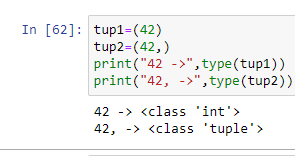 In [62]: tup1=(42)
tup2=(42,)
print("42 ->",type(tup1))
print("42, ->",type(tup2))
42 -> <class 'int'>
42, -> <class 'tuple'>